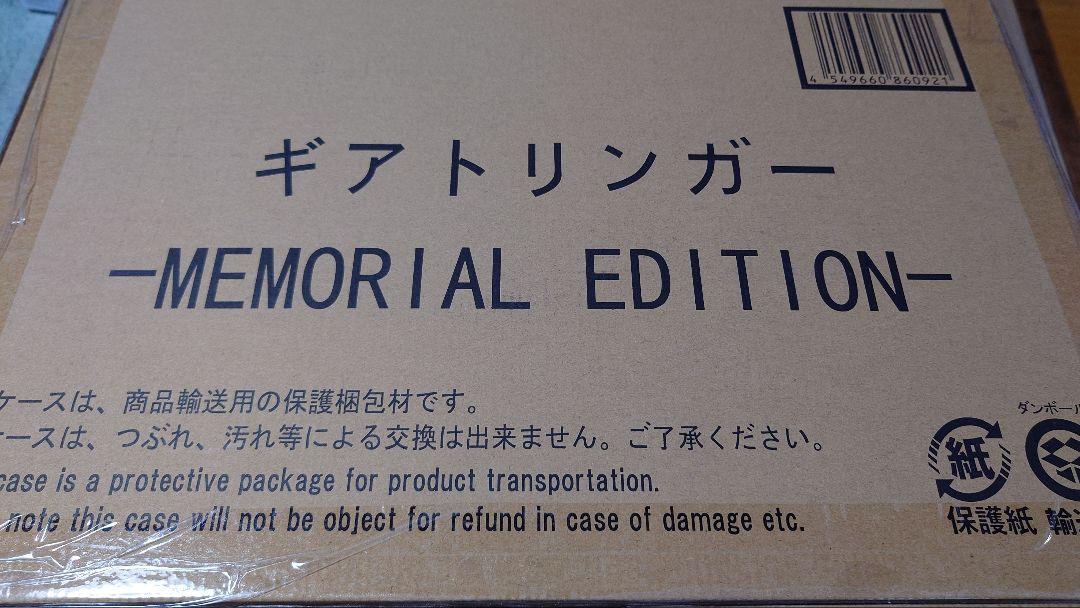 4 549660 860921
ギアトリンガー
-MEMORIAL EDITION-
ケースは、商品輸送用の保護梱包材です。
ケースは、つぶれ、汚れ等による交換は出来ません。ご了承ください。
case is a protective package for product transportation.
note this case will not be object for refund in case of damage etc.
ダンボール
紙
保護紙 輸送